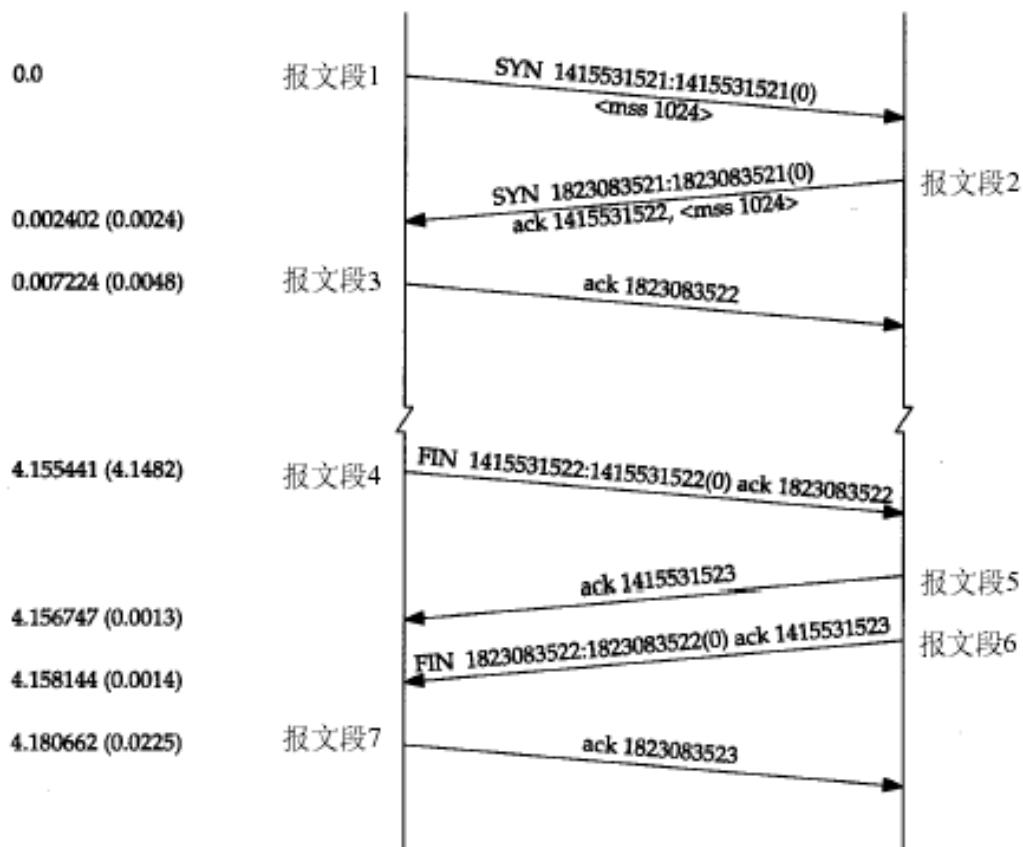 0.0
报文段1
SYN 1415531521:1415531521(0)
<mss 1024>
SYN 1823083521:1823083521(0)
报文段2
0.002402 (0.0024)
ack 1415531522, <mss 1024>
0.007224 (0.0048)
报文段3
ack 1823083522
4.155441 (4.1482)
报文段4
FIN 1415531522:1415531522(0) ack 1823083522
ack 1415531523
报文段5
4.156747 (0.0013)
FIN 1823083522:1823083522(0) ack 1415531523
报文段6
4.158144 (0.0014)
4.180662 (0.0225)
报文段7
ack 1823083523